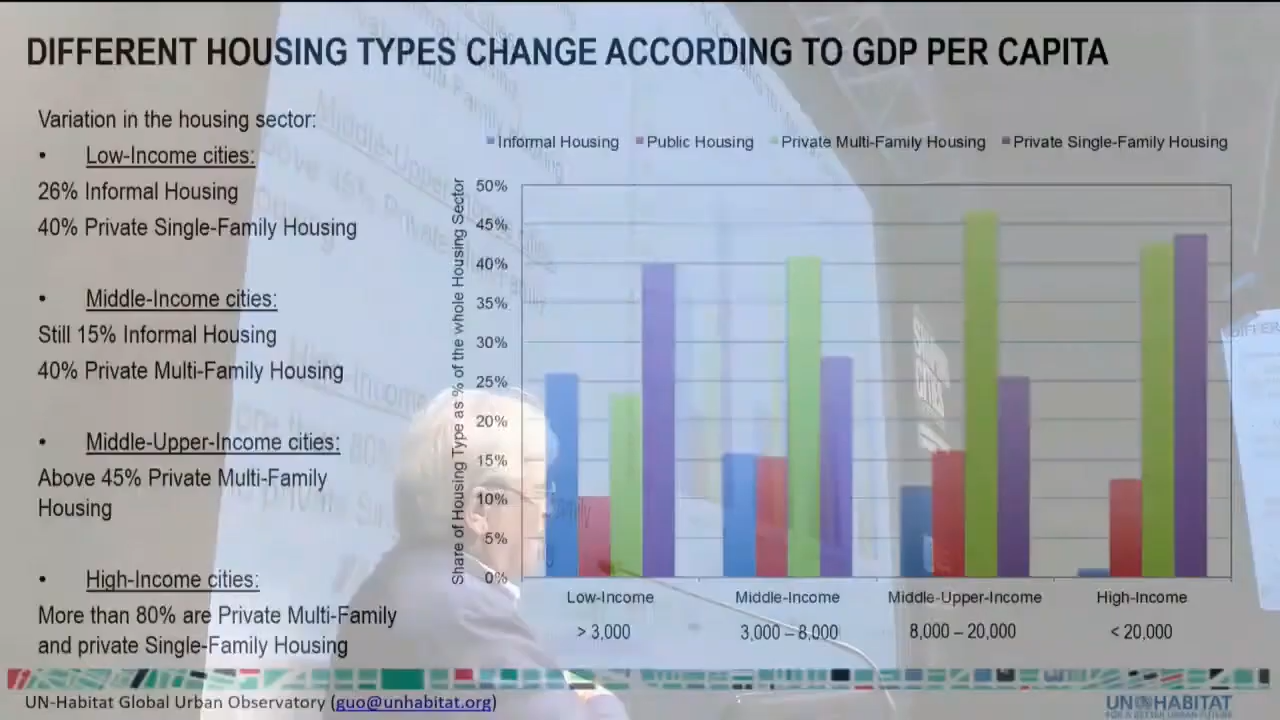 DIFFERENT HOUSING TYPES CHANGE ACCORDING TO GDP PER CAPITA
Variation in the housing sector:
• Low-Income cities:
26% Informal Housing
40% Private Single-Family Housing
• Middle-Income cities:
Still 15% Informal Housing
40% Private Multi-Family Housing
• Middle-Upper-Income cities:
Above 45% Private Multi-Family
Housing
• High-Income cities:
More than 80% are Private Multi-Family
and private Single-Family Housing
Informal Housing Public Housing Private Multi-Family Housing Private Single-Family Housing
Share of Housing Type as % of the whole Housing Sector
50%
45%
40%
35%
30%
25%
20%
15%
10%
5%
0%
Low-Income Middle-Income Middle-Upper-Income High-Income
> 3,000 3,000 – 8,000 8,000 – 20,000 < 20,000
UN-Habitat Global Urban Observatory (guo@unhabitat.org)
UN HABITAT
FOR A BETTER URBAN FUTURE